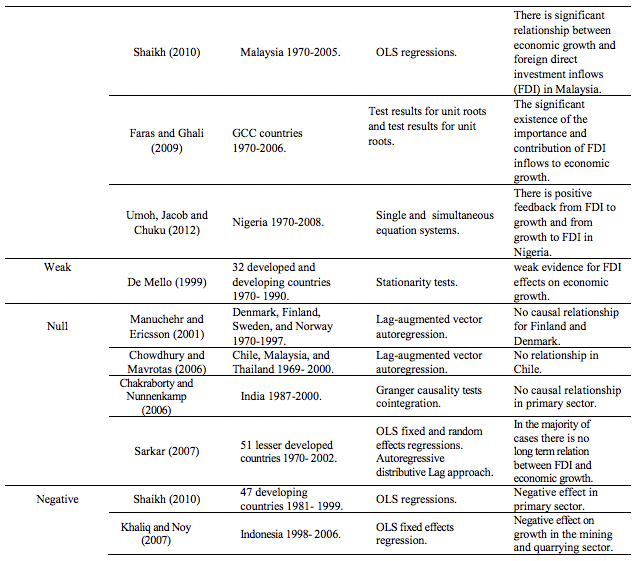 Shaikh (2010)
Malaysia 1970-2005.
OLS regressions.
There is significant
relationship between
economic growth and
foreign direct
investment inflows
(FDI) in Malaysia.
Faras and Ghali
(2009)
GCC countries
1970-2006.
Test results for unit roots
and test results for unit
roots.
The significant
existence of the
importance and
contribution of FDI
inflows to economic
growth.
Umoh, Jacob and
Chuku (2012)
Nigeria 1970-2008.
Single and simultaneous
equation systems.
There is positive
feedback from FDI to
growth and from
growth to FDI in
Nigeria.
Weak
De Mello (1999)
32 developed and
developing countries
1970- 1990.
Stationarity tests.
weak evidence for FDI
effects on economic
growth.
Null
Manuchehr and
Ericsson (2001)
Denmark, Finland,
Sweden, and Norway
1970-1997.
Lag-augmented vector
autoregression.
No causal relationship
for Finland and
Denmark.
Chowdhury and
Mavrotas (2006)
Chile, Malaysia, and
Thailand 1969- 2000.
Lag-augmented vector
autoregression.
No relationship in
Chile.
Chakraborty and
Nunnenkamp
(2006)
India 1987-2000.
Granger causality tests
cointegration.
No causal relationship
in primary sector.
Sarkar (2007)
51 lesser developed
countries 1970- 2002.
OLS fixed and random
effects regressions.
Autoregressive
distributive Lag approach.
In the majority of
cases there is no
long term relation
between FDI and
economic growth.
Negative
Shaikh (2010)
47 developing
countries 1981- 1999.
OLS regressions.
Negative effect in
primary sector.
Khaliq and Noy
(2007)
Indonesia 1998- 2006.
OLS fixed effects
regression.
Negative effect on
growth in the mining
and quarrying sector.